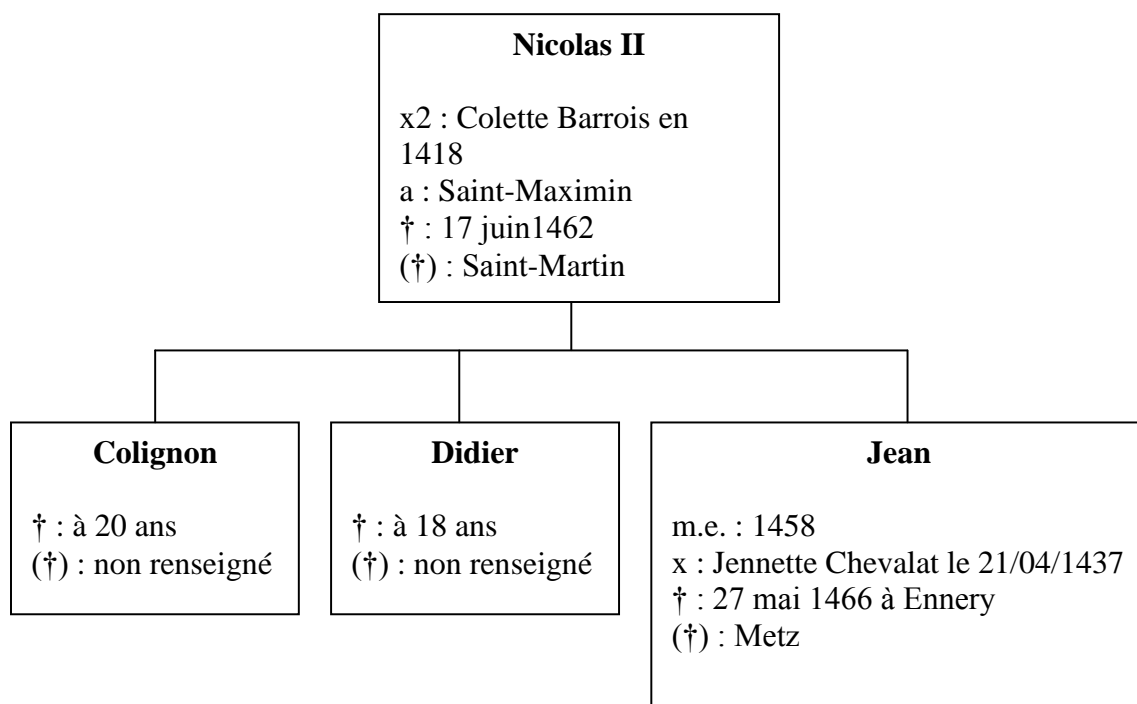 Nicolas II
x2 : Colette Barrois en
1418
a : Saint-Maximin
† : 17 juin1462
(†) : Saint-Martin
Colignon
† : à 20 ans
(†) : non renseigné
Didier
† : à 18 ans
(†) : non renseigné
Jean
m.e. : 1458
x : Jennette Chevalat le 21/04/1437
† : 27 mai 1466 à Ennery
(†) : Metz